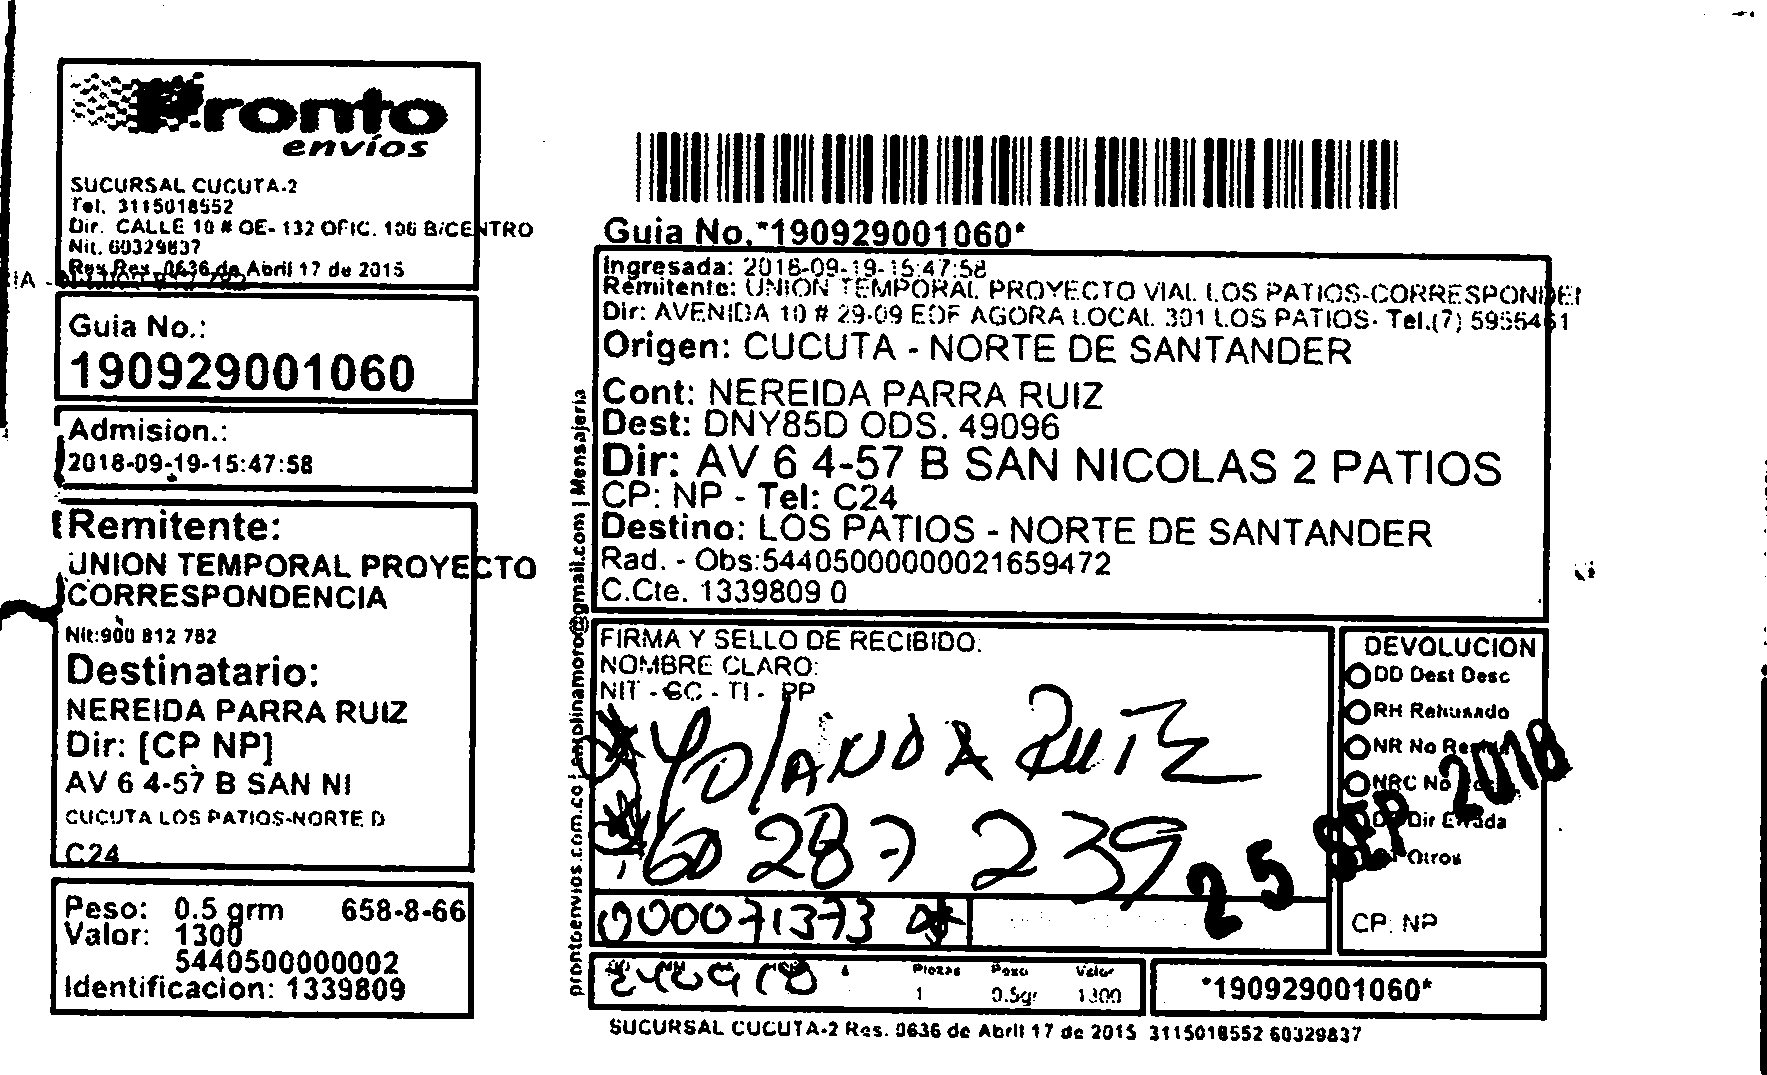 Pronto
envios
SUCURSAL CUCUTA-2
Tel. 3115018552
Dir. CALLE 10 # OE- 132 OFIC. 106 B/CENTRO
Nit. 60329837
Res Res. 0636 de Abril 17 de 2015
Guia No.:
190929001060
Admision.:
2018-09-19-15:47:58
Remitente:
UNION TEMPORAL PROYECTO
CORRESPONDENCIA
Nit:900 812 782
Destinatario:
NEREIDA PARRA RUIZ
Dir: [CP NP]
AV 6 4-57 B SAN NI
CUCUTA LOS PATIOS-NORTE D
C24
Peso: 0.5 grm 658-8-66
Valor: 1300
5440500000002
Identificacion: 1339809
prontoenvios.com.co | carolinamoro@gmail.com | Mensajeria
Guia No.*190929001060*
Ingresada: 2018-09-19-15:47:58
Remitente: UNION TEMPORAL PROYECTO VIAL LOS PATIOS-CORRESPONDEN
Dir: AVENIDA 10 # 29-09 EDF AGORA LOCAL 301 LOS PATIOS- Tel.(7) 5955461
Origen: CUCUTA - NORTE DE SANTANDER
Cont: NEREIDA PARRA RUIZ
Dest: DNY85D ODS. 49096
Dir: AV 6 4-57 B SAN NICOLAS 2 PATIOS
CP: NP - Tel: C24
Destino: LOS PATIOS - NORTE DE SANTANDER
Rad. - Obs:54405000000021659472
C.Cte. 1339809 0
FIRMA Y SELLO DE RECIBIDO:
NOMBRE CLARO:
NIT - CC - TI - PP
YOLANDA RUIZ
60 287 239
000071373
25 SEP 2018
DEVOLUCION
DD Dest Desc
RH Rehusado
NR No
NRC No
Dir Errada
Otros
CP: NP
Piezas Peso Valor
1 0.5gr 1300
*190929001060*
SUCURSAL CUCUTA-2 Res. 0636 de Abril 17 de 2015 3115018552 60329837